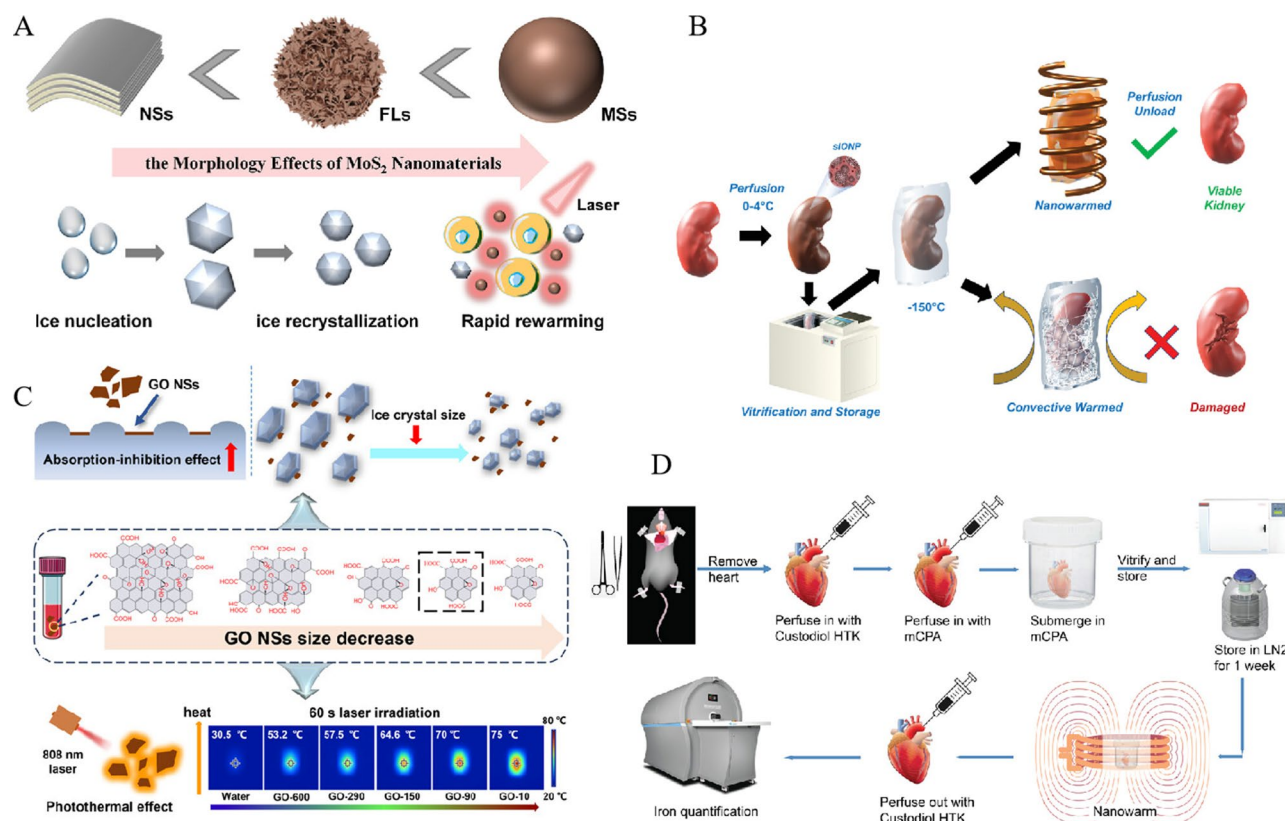 A
NSs
FLs
MSs
the Morphology Effects of MoS2 Nanomaterials
Laser
Ice nucleation
ice recrystallization
Rapid rewarming
B
Perfusion
0-4°C
sIONP
Nanowarmed
Perfusion
Unload
Viable
Kidney
-150°C
Vitrification and Storage
Convective Warmed
Damaged
C
GO NSs
Absorption-inhibition effect
Ice crystal size
GO NSs size decrease
808 nm
laser
Photothermal effect
heat
60 s laser irradiation
30.5 ℃
53.2 ℃
57.5 ℃
64.6 ℃
70 ℃
75 ℃
80 ℃
20 ℃
Water
GO-600
GO-290
GO-150
GO-90
GO-10
D
Remove
heart
Perfuse in with
Custodiol HTK
Perfuse in with
mCPA
Submerge in
mCPA
Vitrify and
store
Store in LN2
for 1 week
Nanowarm
Perfuse out with
Custodiol HTK
Iron quantification